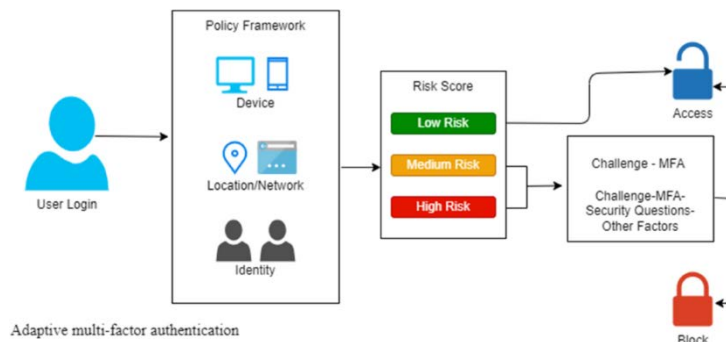 Policy Framework
Device
Location/Network
Identity
User Login
Risk Score
Low Risk
Medium Risk
High Risk
Access
Challenge - MFA
Challenge-MFA-
Security Questions-
Other Factors
Block
Adaptive multi-factor authentication